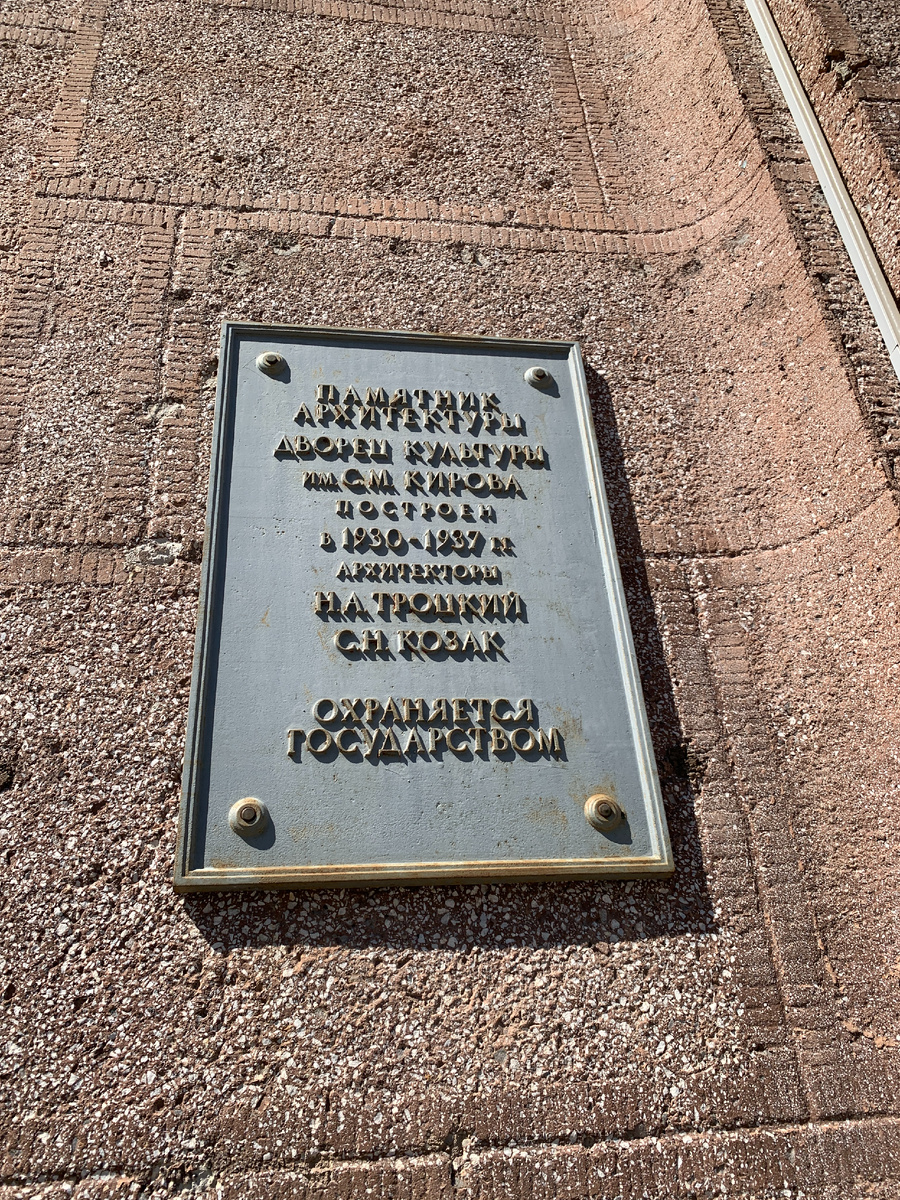 ПАМЯТНИК
АРХИТЕКТУРЫ
ДВОРЕЦ КУЛЬТУРЫ
ИМ. С.М. КИРОВА
ПОСТРОЕН
В 1930-1937 ГГ.
АРХИТЕКТОРЫ
Н.А. ТРОЦКИЙ
С.Н. КОЗАК
ОХРАНЯЕТСЯ
ГОСУДАРСТВОМ